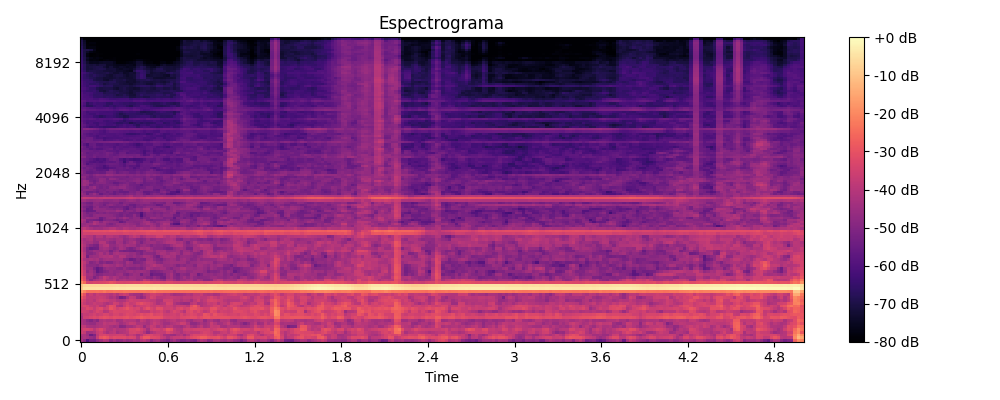 Espectrograma
Hz
8192
4096
2048
1024
512
0
0 0.6 1.2 1.8 2.4 3 3.6 4.2 4.8
Time
+0 dB
-10 dB
-20 dB
-30 dB
-40 dB
-50 dB
-60 dB
-70 dB
-80 dB